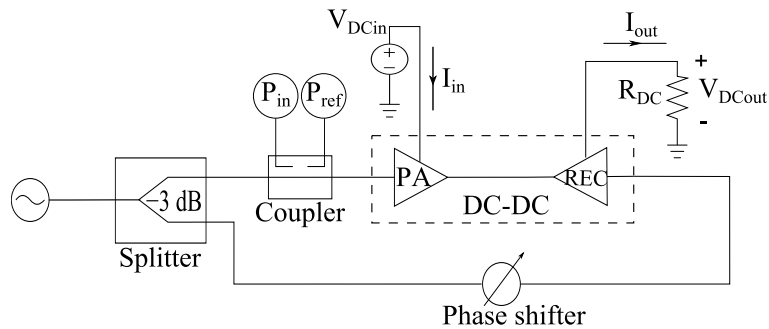 V_DCin
I_out
+
P_in
P_ref
+
−
I_in
R_DC
V_DCout
-
PA
REC
−3 dB
Coupler
DC-DC
Splitter
Phase shifter